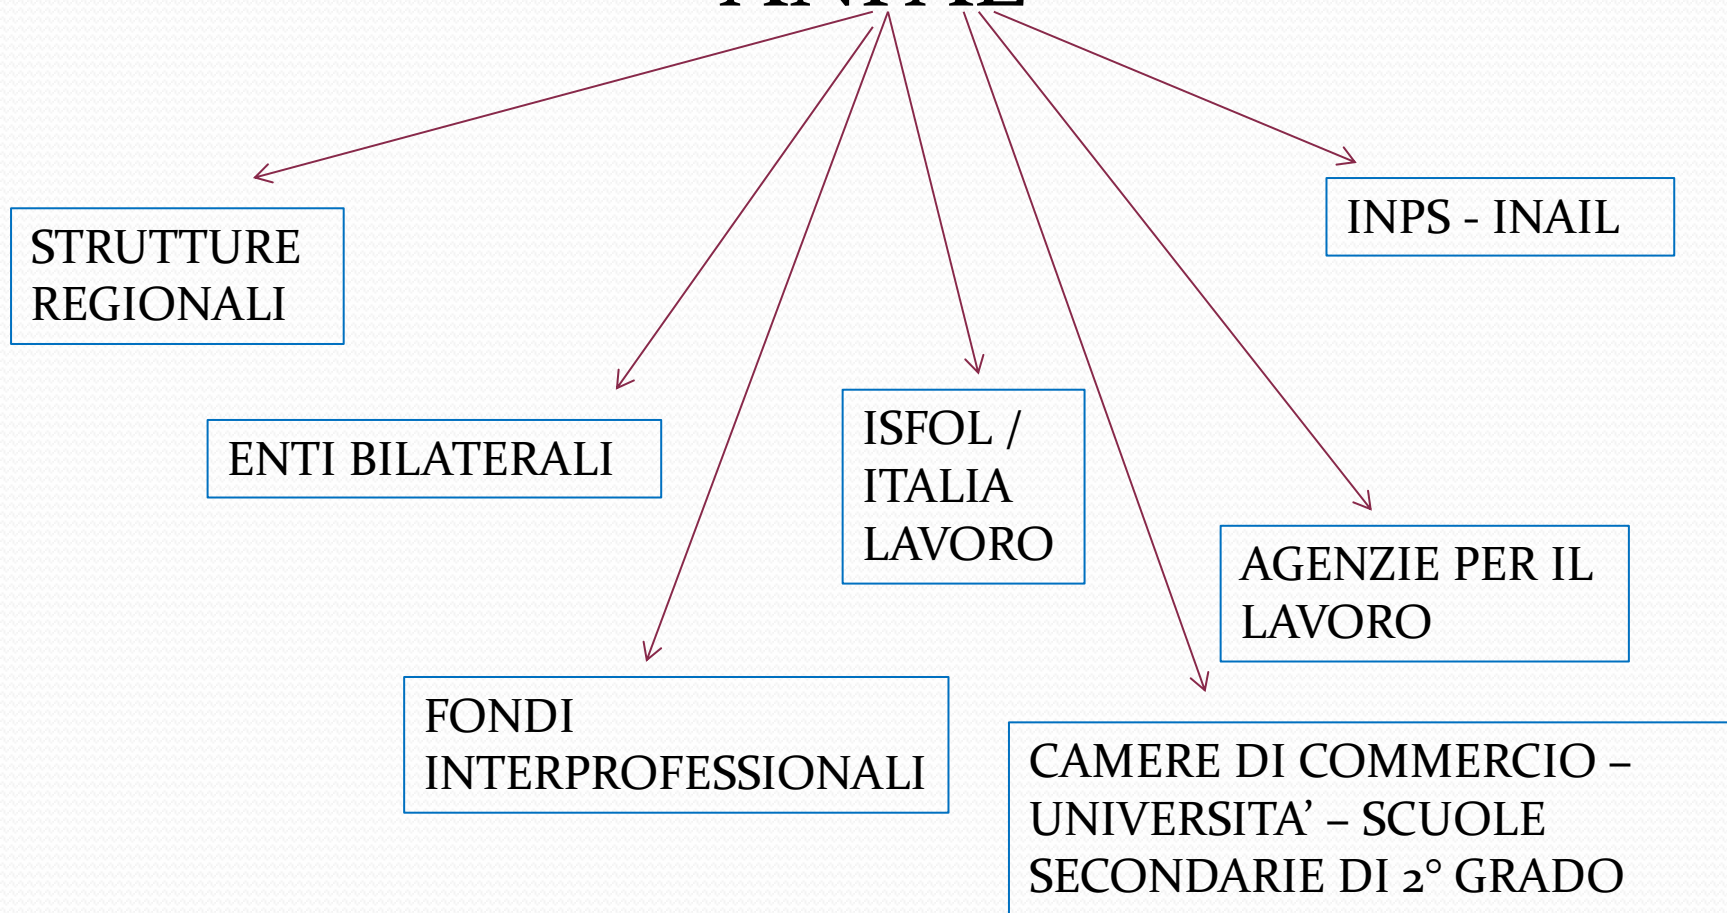 STRUTTURE
REGIONALI
INPS - INAIL
ENTI BILATERALI
ISFOL /
ITALIA
LAVORO
AGENZIE PER IL
LAVORO
FONDI
INTERPROFESSIONALI
CAMERE DI COMMERCIO –
UNIVERSITA’ – SCUOLE
SECONDARIE DI 2° GRADO